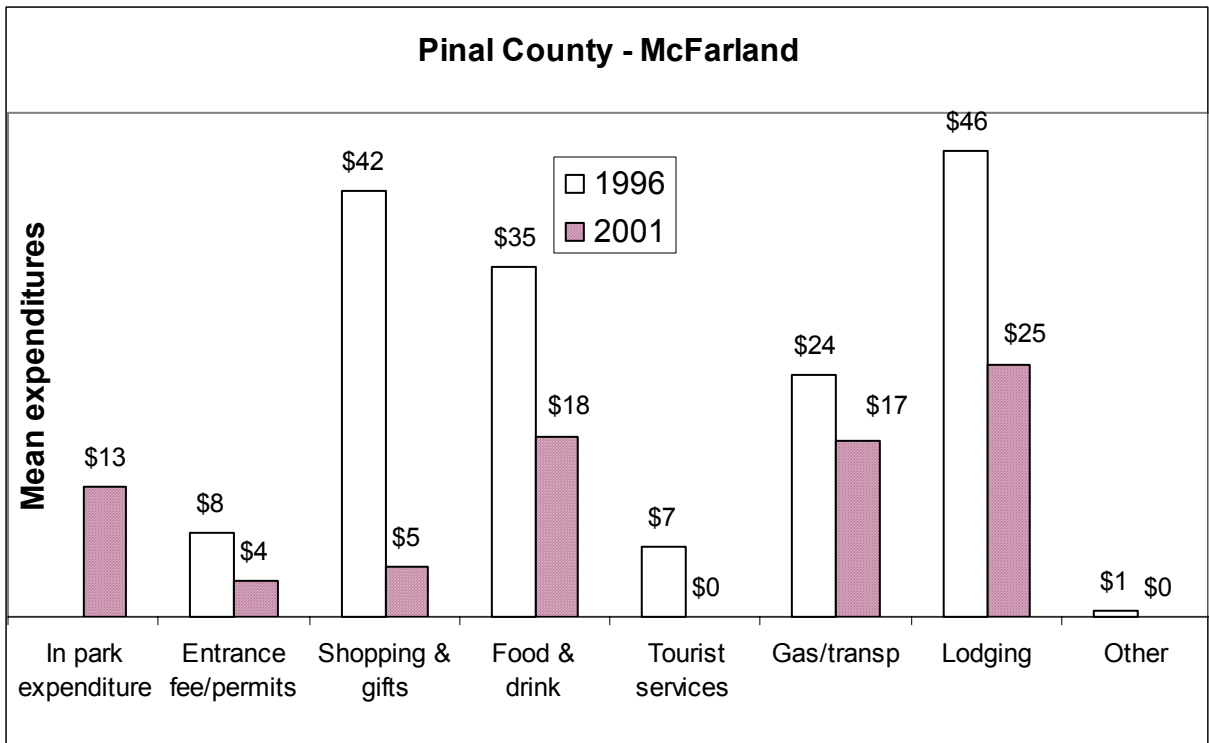 Pinal County - McFarland
Mean expenditures
1996
2001
$13
$8
$4
$42
$5
$35
$18
$7
$0
$24
$17
$46
$25
$1
$0
In park
expenditure
Entrance
fee/permits
Shopping &
gifts
Food &
drink
Tourist
services
Gas/transp
Lodging
Other